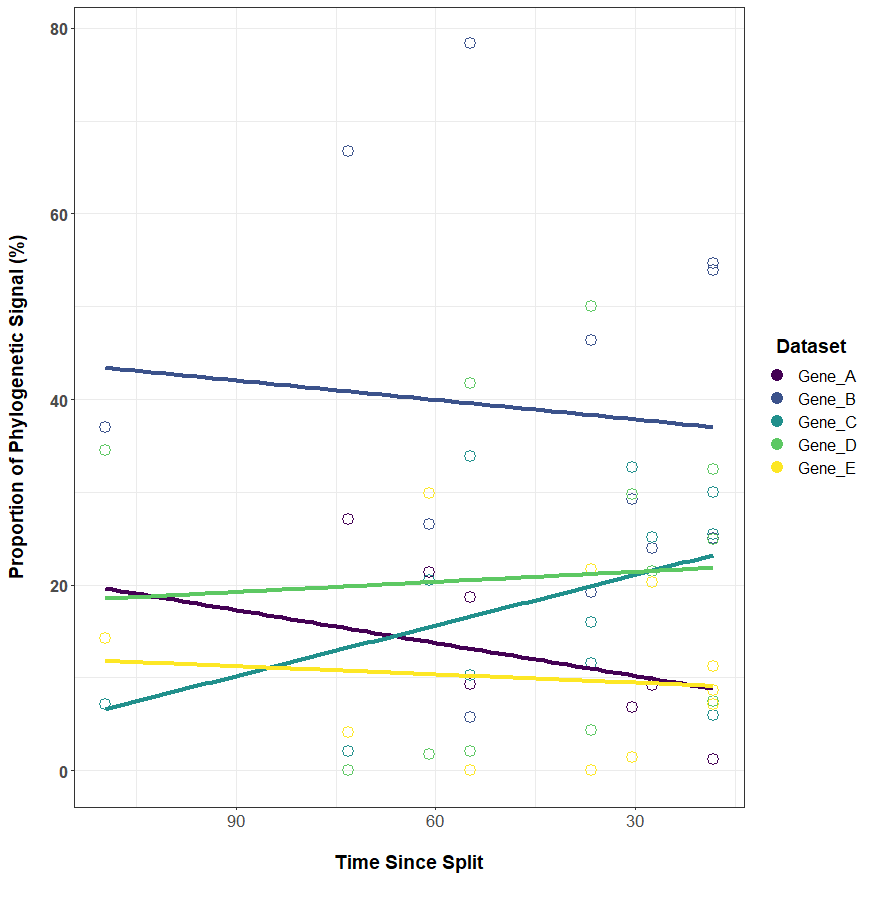 80
60
40
20
0
Proportion of Phylogenetic Signal (%)
90 60 30
Time Since Split
Dataset
Gene_A
Gene_B
Gene_C
Gene_D
Gene_E